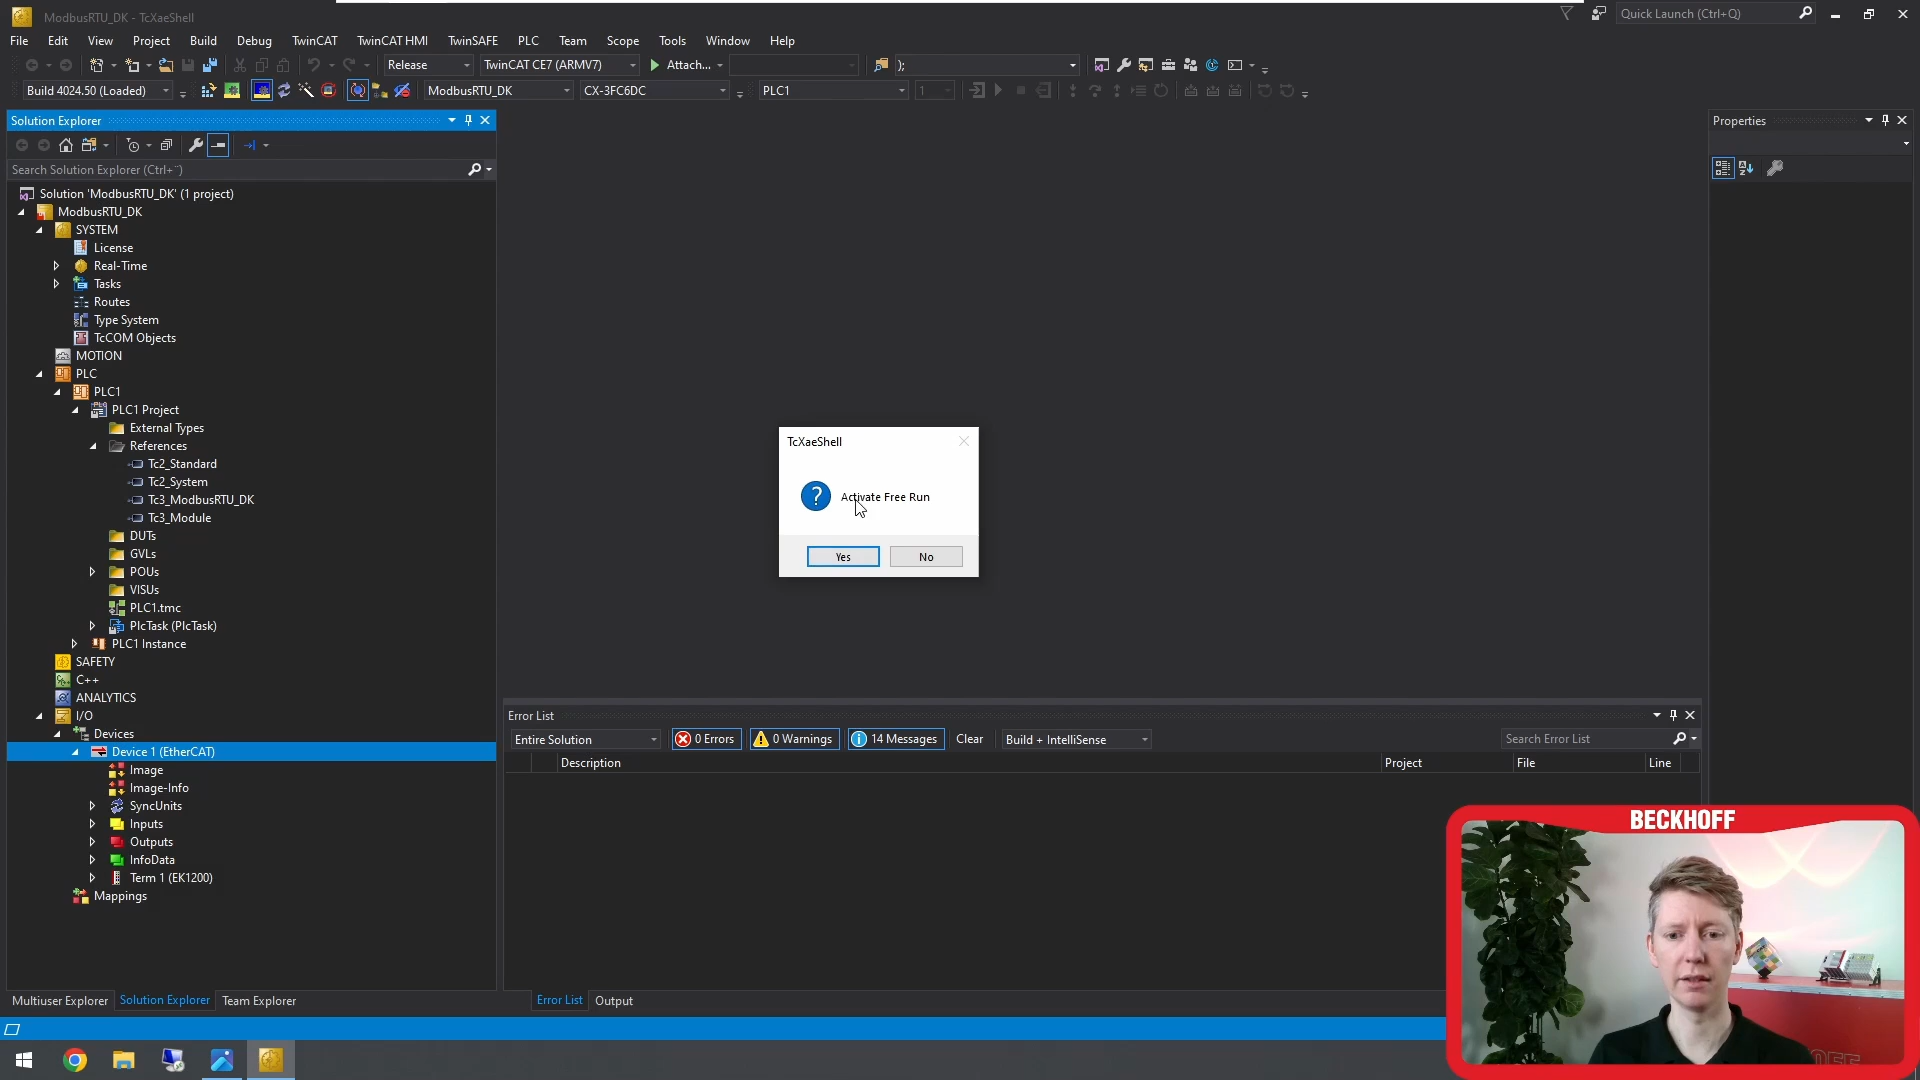 ModbusRTU_DK - TcXaeShell
Quick Launch (Ctrl+Q)
File Edit View Project Build Debug TwinCAT TwinCAT HMI TwinSAFE PLC Team Scope Tools Window Help
Release TwinCAT CE7 (ARMV7) Attach... );
Build 4024.50 (Loaded) ModbusRTU_DK CX-3FC6DC PLC1 1
Solution Explorer
Search Solution Explorer (Ctrl+¨)
Solution 'ModbusRTU_DK' (1 project)
ModbusRTU_DK
SYSTEM
License
Real-Time
Tasks
Routes
Type System
TcCOM Objects
MOTION
PLC
PLC1
PLC1 Project
External Types
References
Tc2_Standard
Tc2_System
Tc3_ModbusRTU_DK
Tc3_Module
DUTs
GVLs
POUs
VISUs
PLC1.tmc
PlcTask (PlcTask)
PLC1 Instance
SAFETY
C++
ANALYTICS
I/O
Devices
Device 1 (EtherCAT)
Image
Image-Info
SyncUnits
Inputs
Outputs
InfoData
Term 1 (EK1200)
Mappings
Multiuser Explorer Solution Explorer Team Explorer
TcXaeShell
Activate Free Run
Yes No
Properties
Error List
Entire Solution 0 Errors 0 Warnings 14 Messages Clear Build + IntelliSense Search Error List
Description Project File Line
Error List Output
BECKHOFF